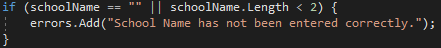 if (schoolName == "" || schoolName.Length < 2) {
errors.Add("School Name has not been entered correctly.");
}